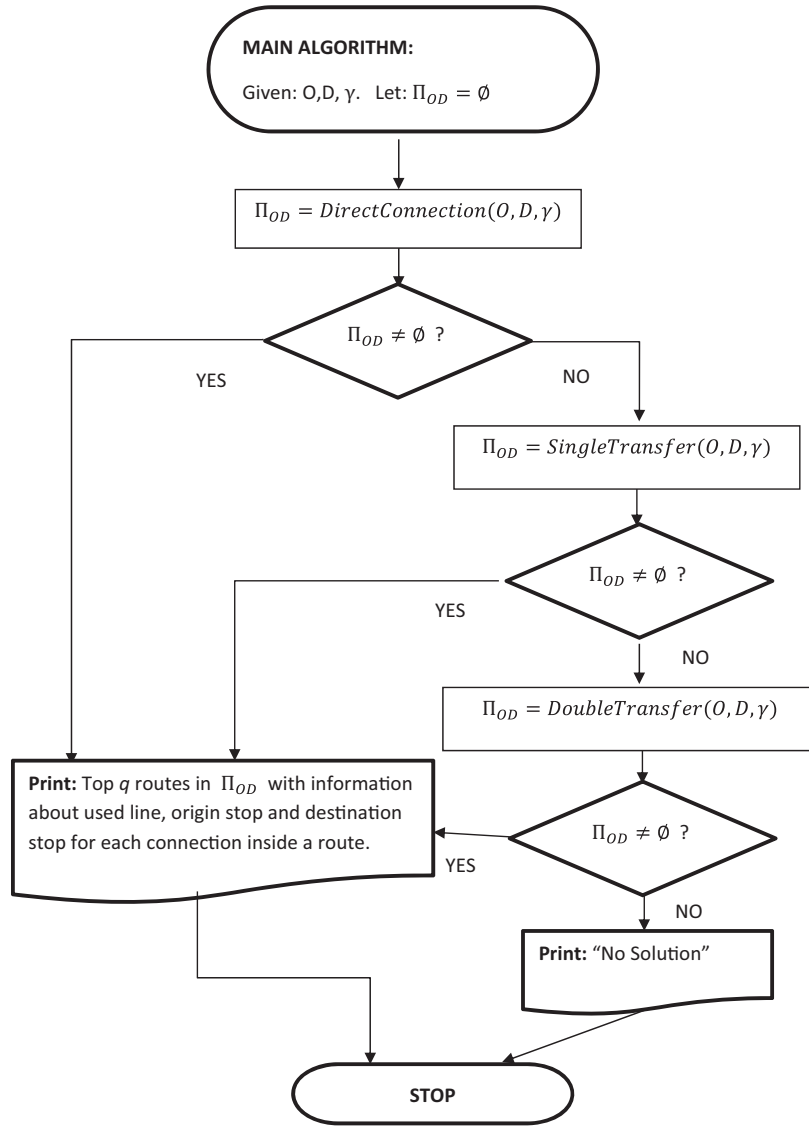 MAIN ALGORITHM:
Given: O,D, γ. Let: Π_OD = ∅
Π_OD = DirectConnection(O, D, γ)
Π_OD ≠ ∅ ?
YES
NO
Π_OD = SingleTransfer(O, D, γ)
Π_OD ≠ ∅ ?
YES
NO
Π_OD = DoubleTransfer(O, D, γ)
Print: Top q routes in Π_OD with information
about used line, origin stop and destination
stop for each connection inside a route.
Π_OD ≠ ∅ ?
YES
NO
Print: “No Solution”
STOP